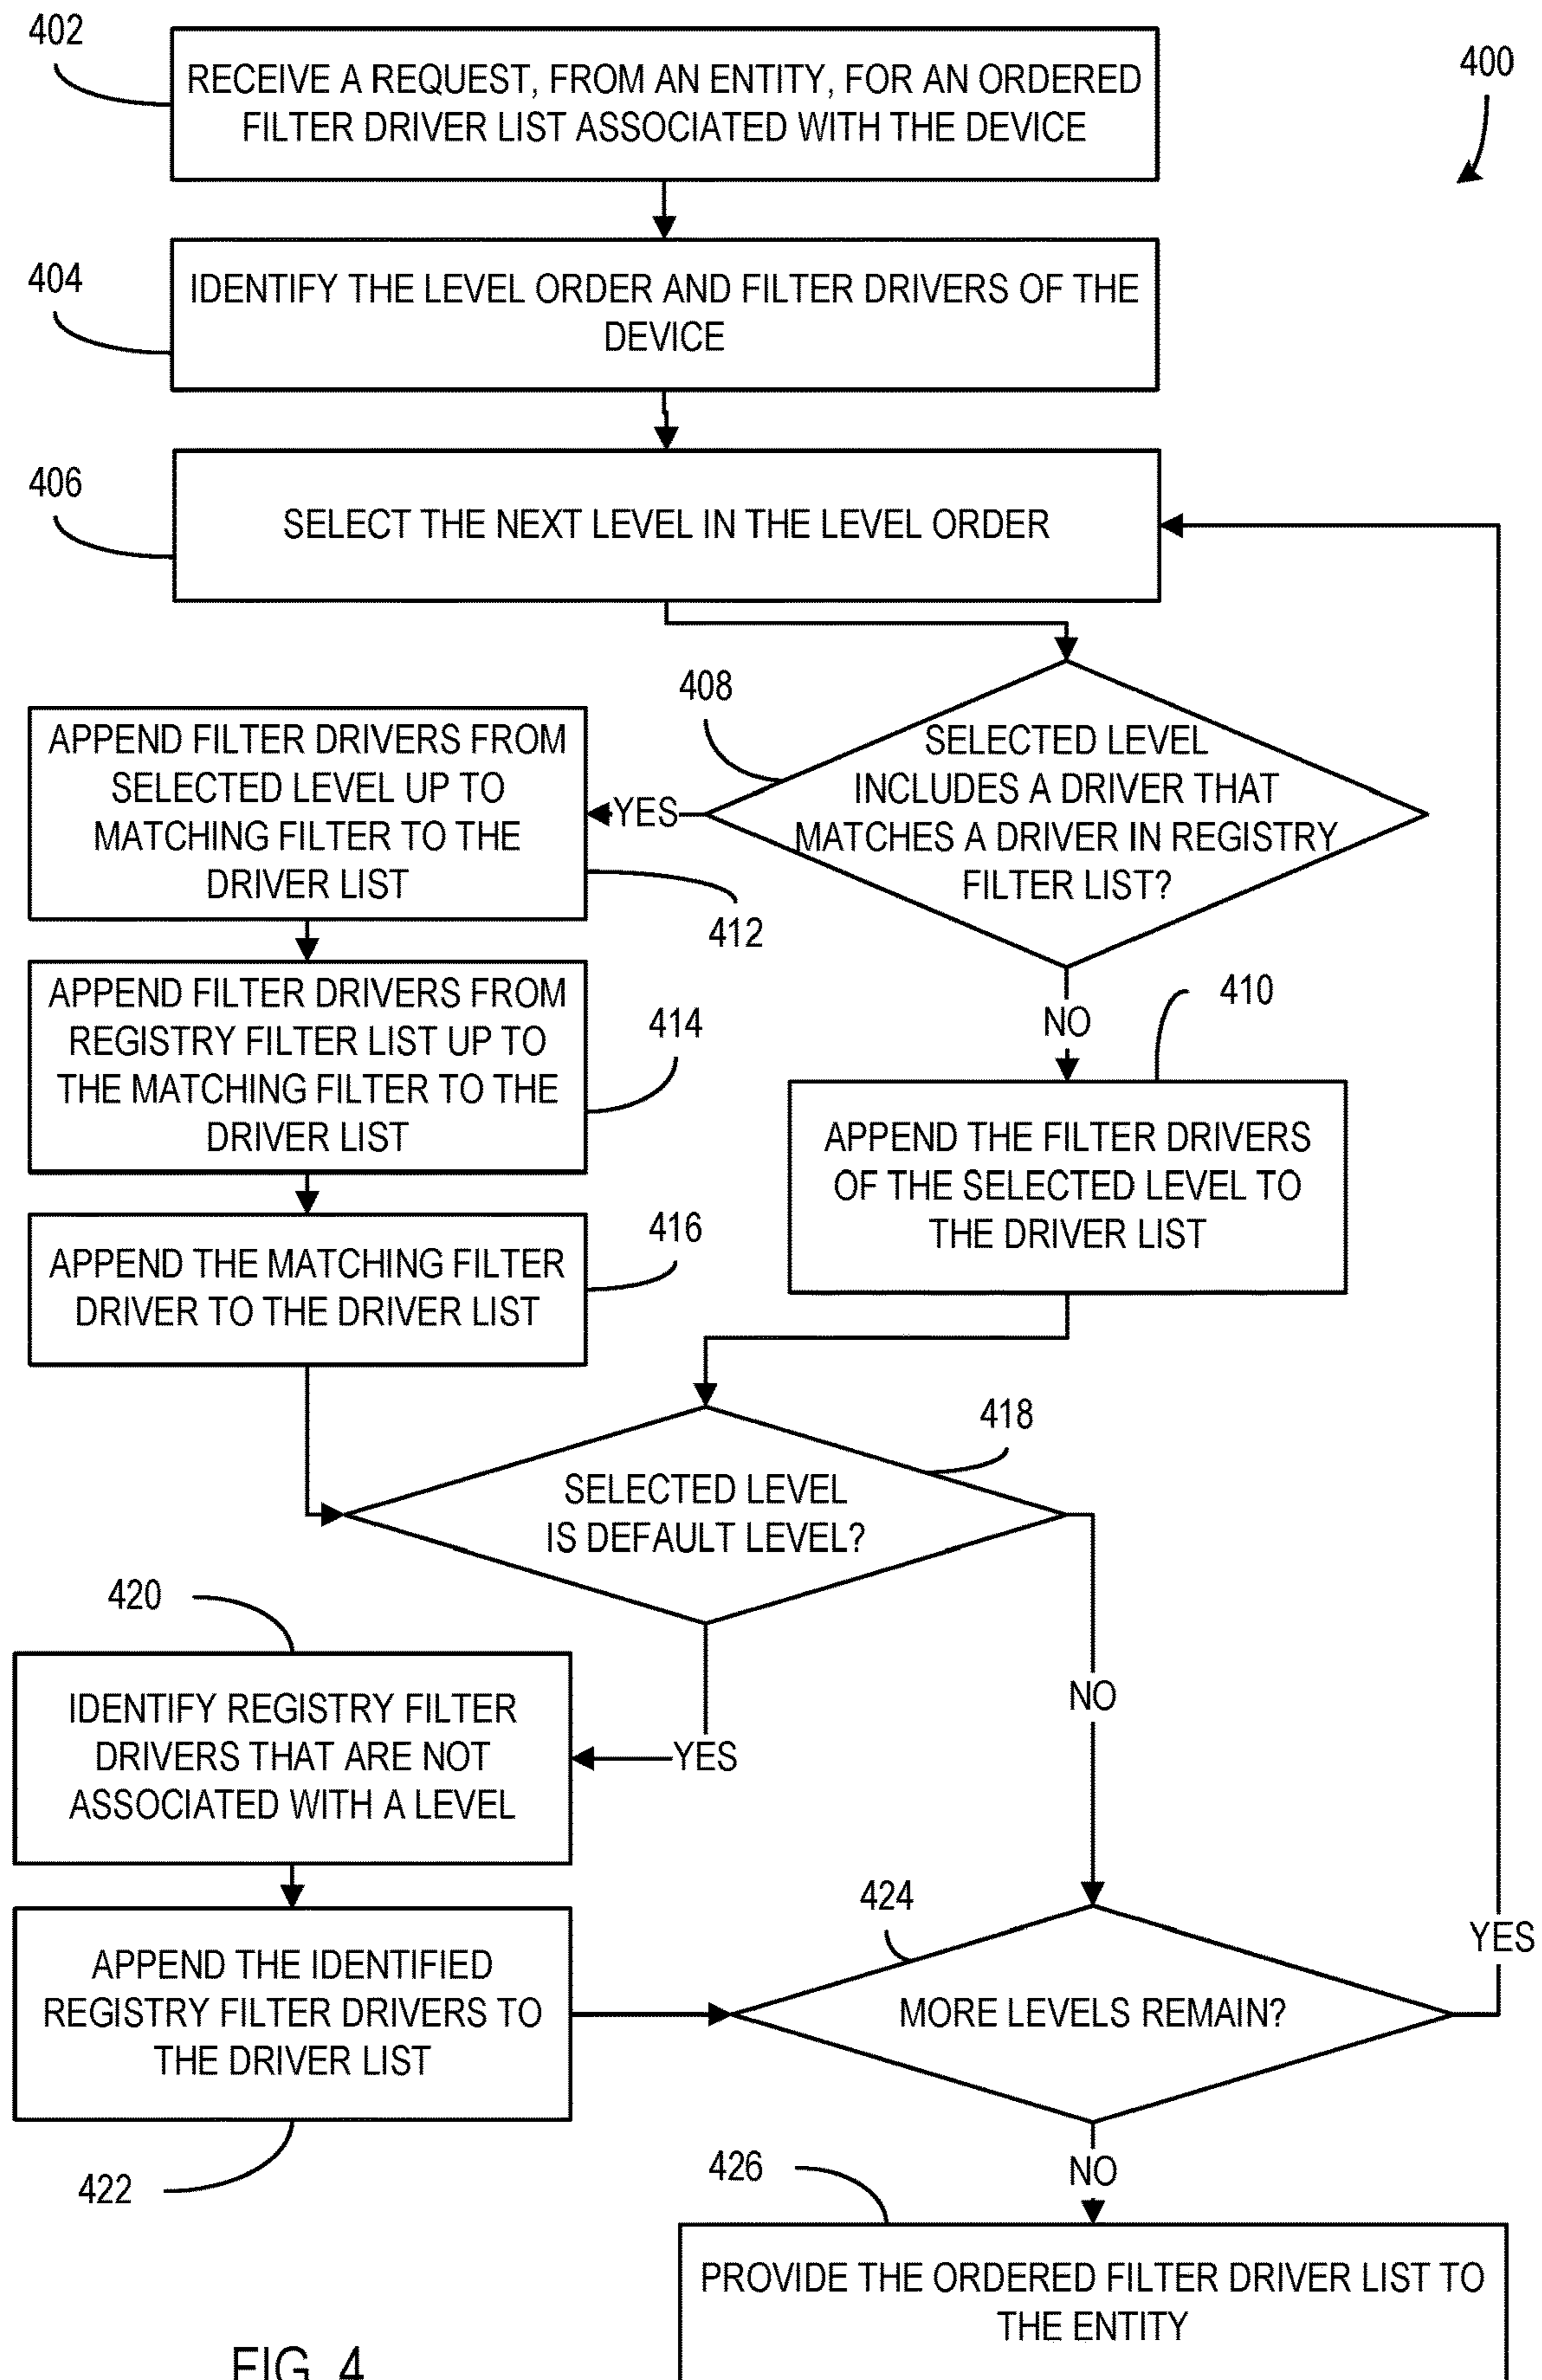 402
RECEIVE A REQUEST, FROM AN ENTITY, FOR AN ORDERED
FILTER DRIVER LIST ASSOCIATED WITH THE DEVICE
400
404
IDENTIFY THE LEVEL ORDER AND FILTER DRIVERS OF THE
DEVICE
406
SELECT THE NEXT LEVEL IN THE LEVEL ORDER
408
SELECTED LEVEL
INCLUDES A DRIVER THAT
MATCHES A DRIVER IN REGISTRY
FILTER LIST?
YES
APPEND FILTER DRIVERS FROM
SELECTED LEVEL UP TO
MATCHING FILTER TO THE
DRIVER LIST
412
NO
410
APPEND FILTER DRIVERS FROM
REGISTRY FILTER LIST UP TO
THE MATCHING FILTER TO THE
DRIVER LIST
414
APPEND THE FILTER DRIVERS
OF THE SELECTED LEVEL TO
THE DRIVER LIST
APPEND THE MATCHING FILTER
DRIVER TO THE DRIVER LIST
416
418
SELECTED LEVEL
IS DEFAULT LEVEL?
420
IDENTIFY REGISTRY FILTER
DRIVERS THAT ARE NOT
ASSOCIATED WITH A LEVEL
YES
NO
424
APPEND THE IDENTIFIED
REGISTRY FILTER DRIVERS TO
THE DRIVER LIST
MORE LEVELS REMAIN?
YES
422
NO
426
PROVIDE THE ORDERED FILTER DRIVER LIST TO
THE ENTITY
FIG. 4